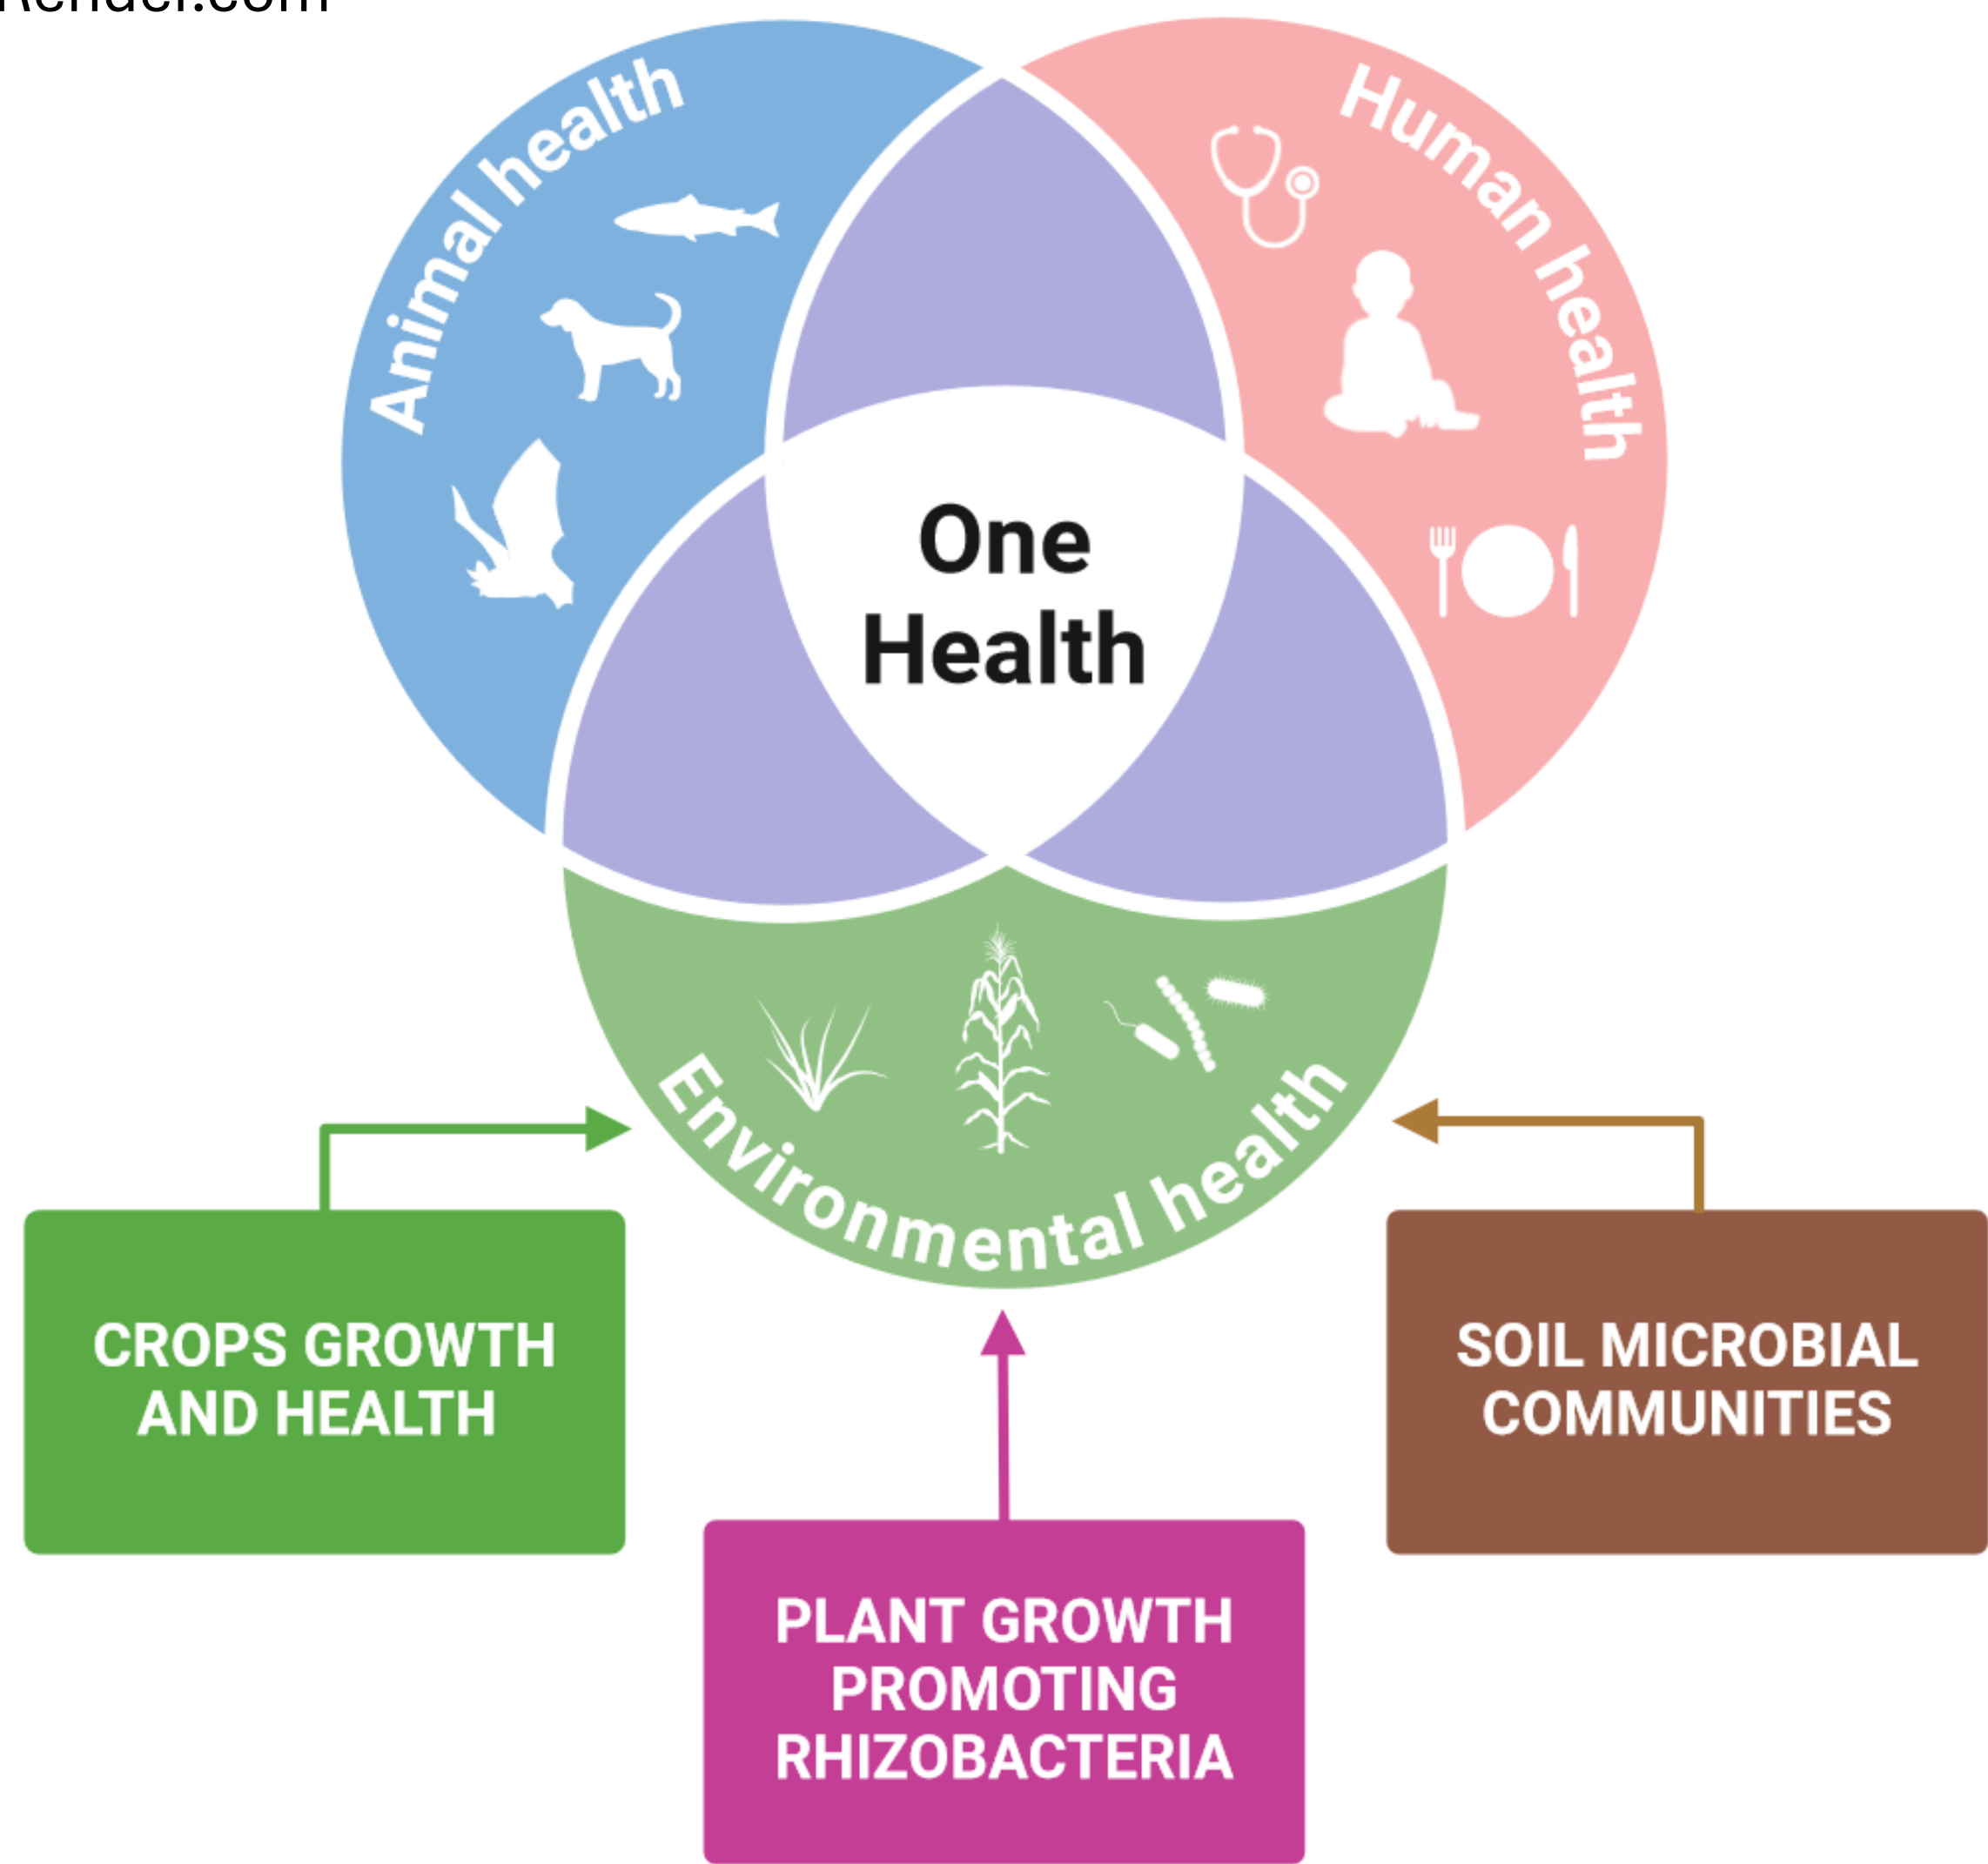 Animal health
Human health
One
Health
Environmental health
CROPS GROWTH
AND HEALTH
SOIL MICROBIAL
COMMUNITIES
PLANT GROWTH
PROMOTING
RHIZOBACTERIA